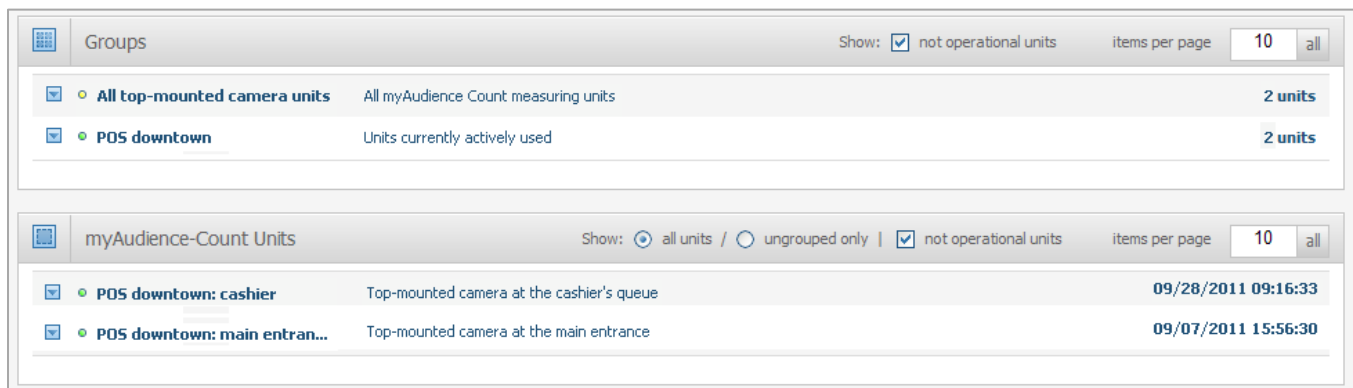 Groups Show: not operational units items per page 10 all
All top-mounted camera units All myAudience Count measuring units 2 units
POS downtown Units currently actively used 2 units
myAudience-Count Units Show: all units / ungrouped only | not operational units items per page 10 all
POS downtown: cashier Top-mounted camera at the cashier's queue 09/28/2011 09:16:33
POS downtown: main entran... Top-mounted camera at the main entrance 09/07/2011 15:56:30